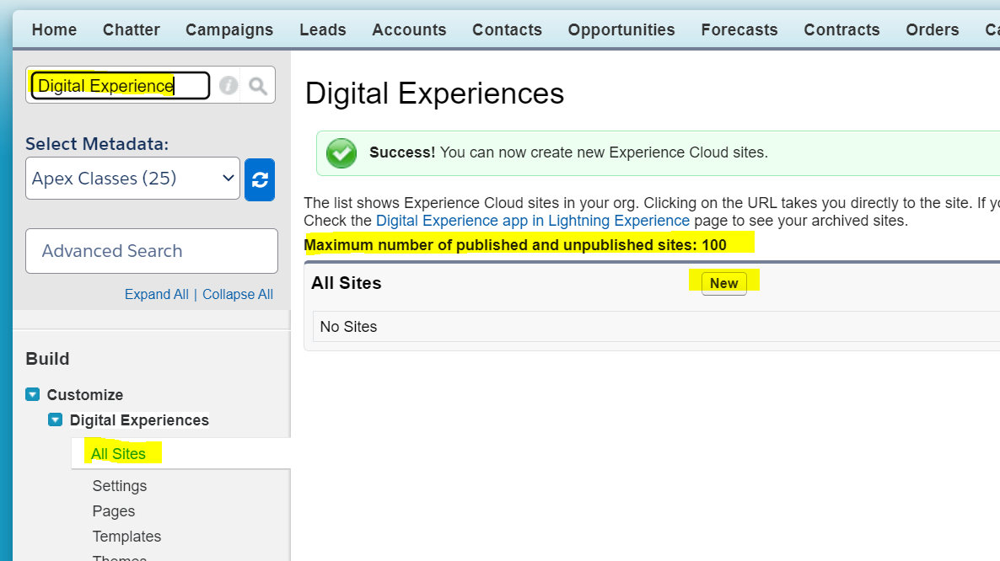 Home Chatter Campaigns Leads Accounts Contacts Opportunities Forecasts Contracts Orders
Digital Experience
Select Metadata:
Apex Classes (25)
Advanced Search
Expand All | Collapse All
Build
Customize
Digital Experiences
All Sites
Settings
Pages
Templates
Themes
Digital Experiences
Success! You can now create new Experience Cloud sites.
The list shows Experience Cloud sites in your org. Clicking on the URL takes you directly to the site. If
Check the Digital Experience app in Lightning Experience page to see your archived sites.
Maximum number of published and unpublished sites: 100
All Sites New
No Sites